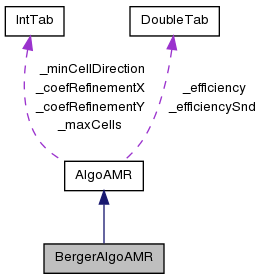 IntTab
DoubleTab
_minCellDirection
_coefRefinementX
_coefRefinementY
_maxCells
_efficiency
_efficiencySnd
AlgoAMR
BergerAlgoAMR